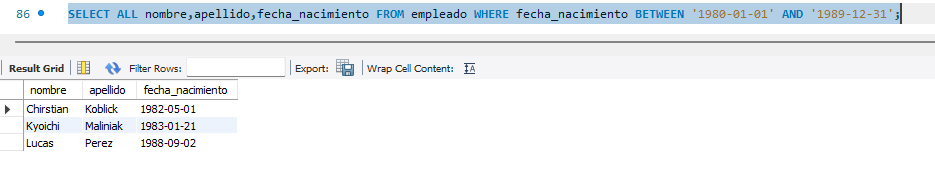 86 SELECT ALL nombre,apellido,fecha_nacimiento FROM empleado WHERE fecha_nacimiento BETWEEN '1980-01-01' AND '1989-12-31';
Result Grid Filter Rows: Export: Wrap Cell Content:
nombre apellido fecha_nacimiento
Chirstian Koblick 1982-05-01
Kyoichi Maliniak 1983-01-21
Lucas Perez 1988-09-02